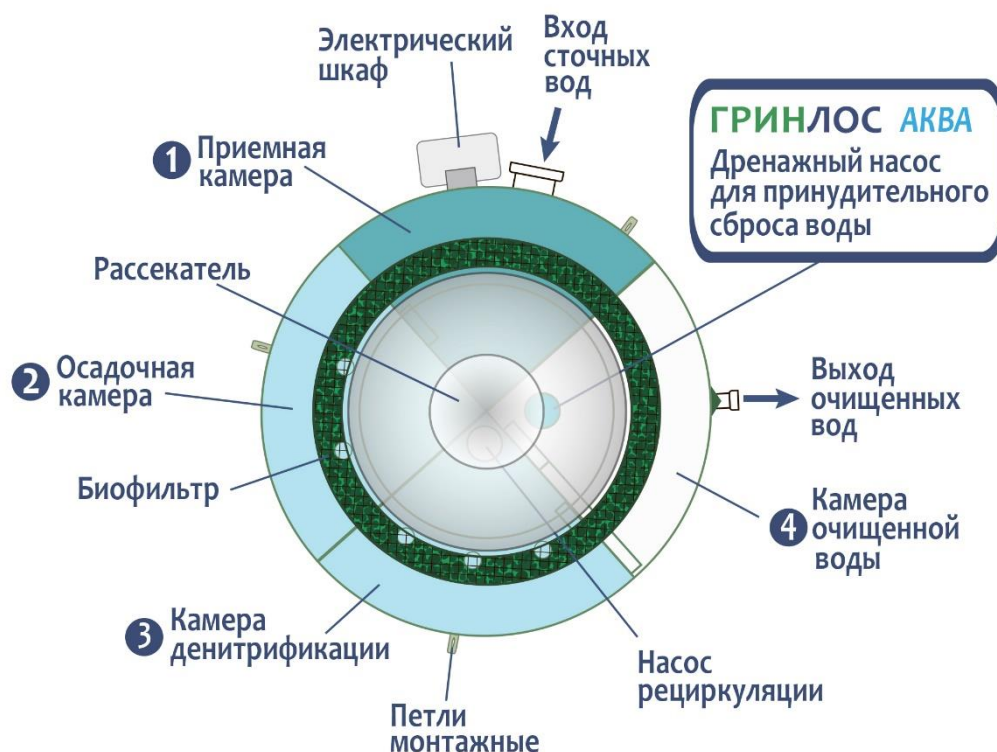 Электрический
шкаф
Вход
сточных
вод
ГРИНЛОС АКВА
Дренажный насос
для принудительного
сброса воды
1 Приемная
камера
Рассекатель
2 Осадочная
камера
Выход
очищенных
вод
Биофильтр
4 Камера
очищенной
воды
3 Камера
денитрификации
Насос
рециркуляции
Петли
монтажные